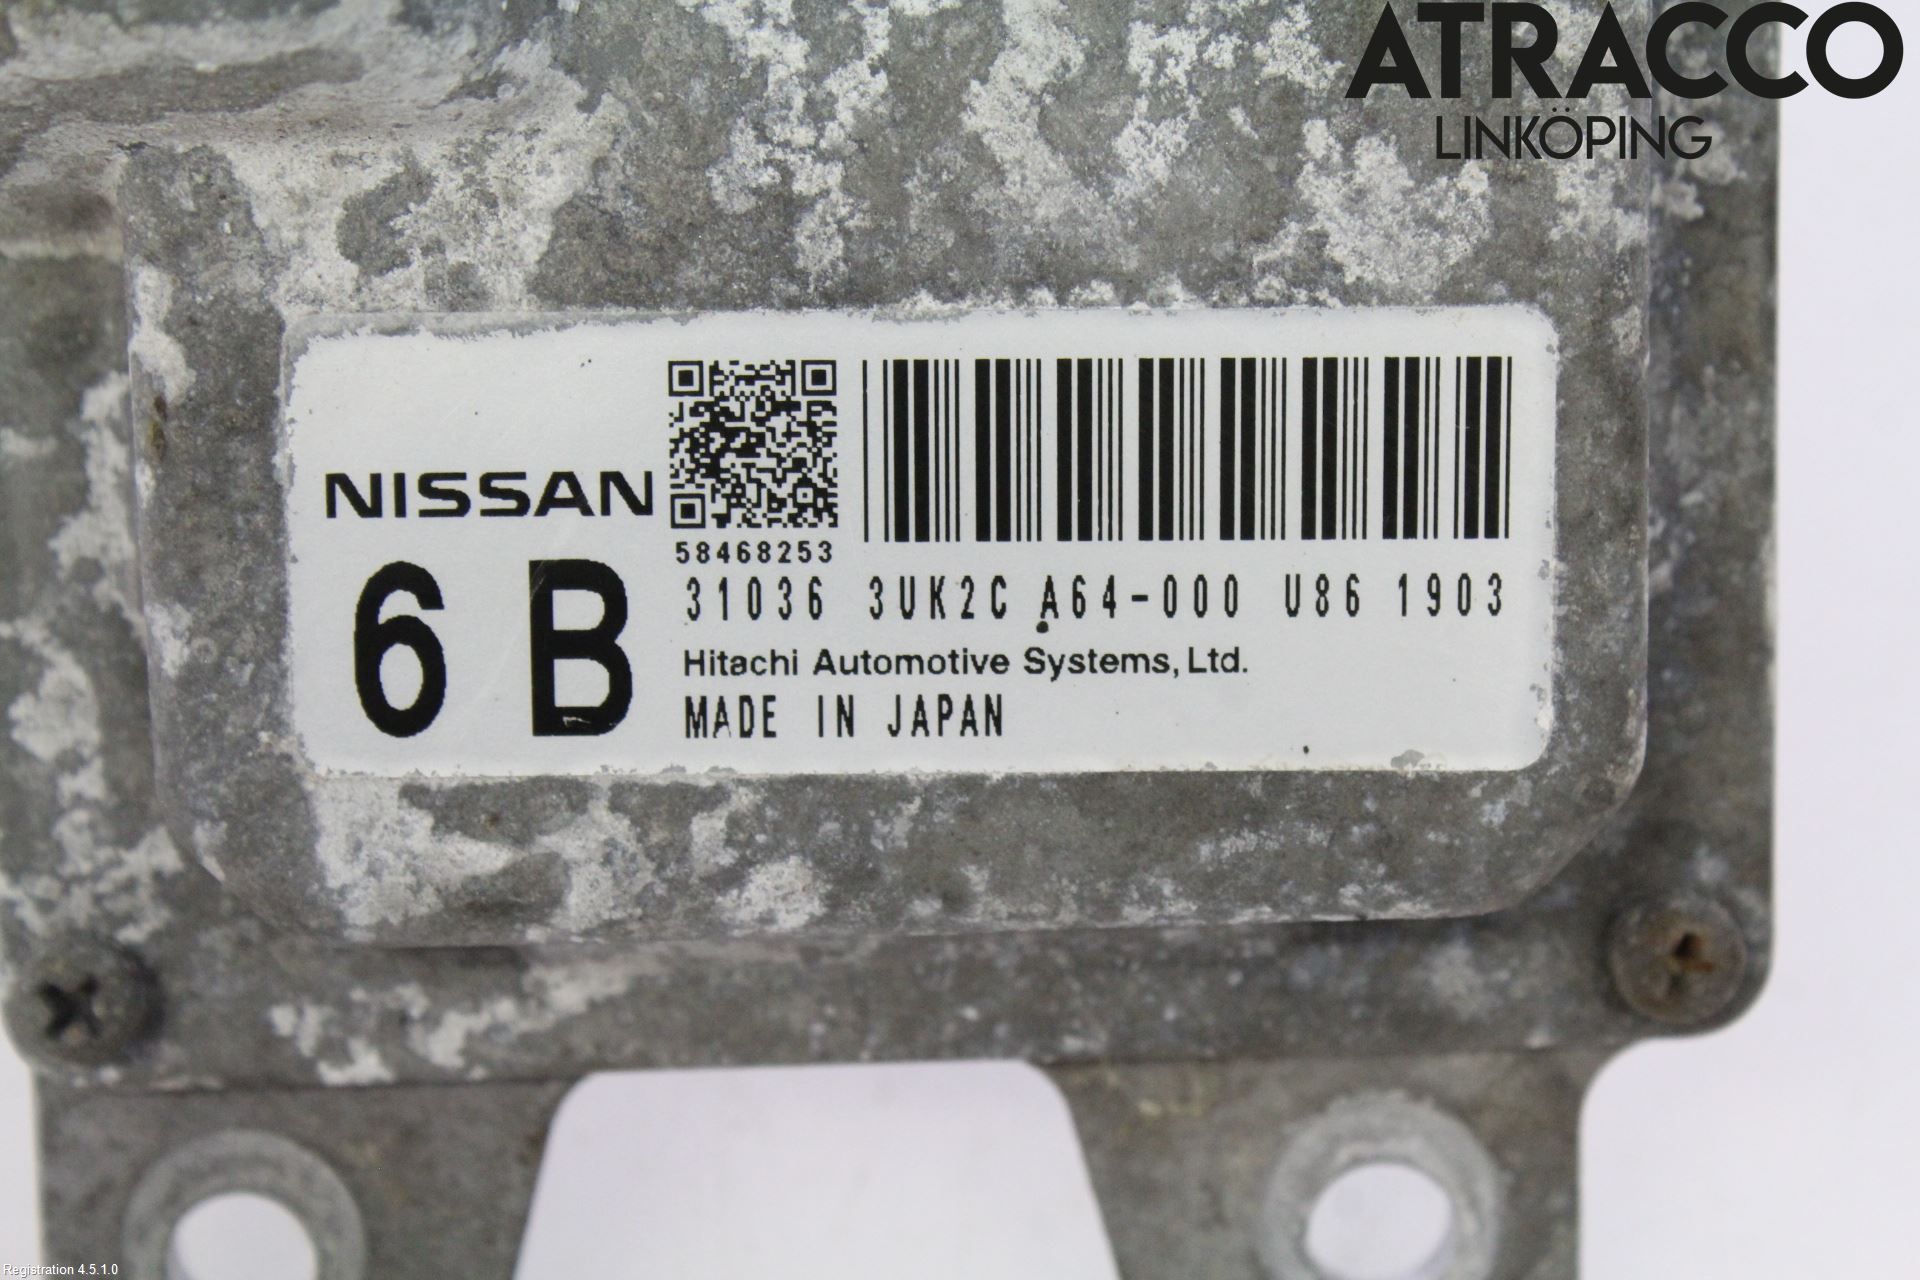 ATRACCO
LINKÖPING
NISSAN
58468253
6 B
31036 3UK2C A64-000 U86 1903
Hitachi Automotive Systems, Ltd.
MADE IN JAPAN
Registration 4.5.1.0